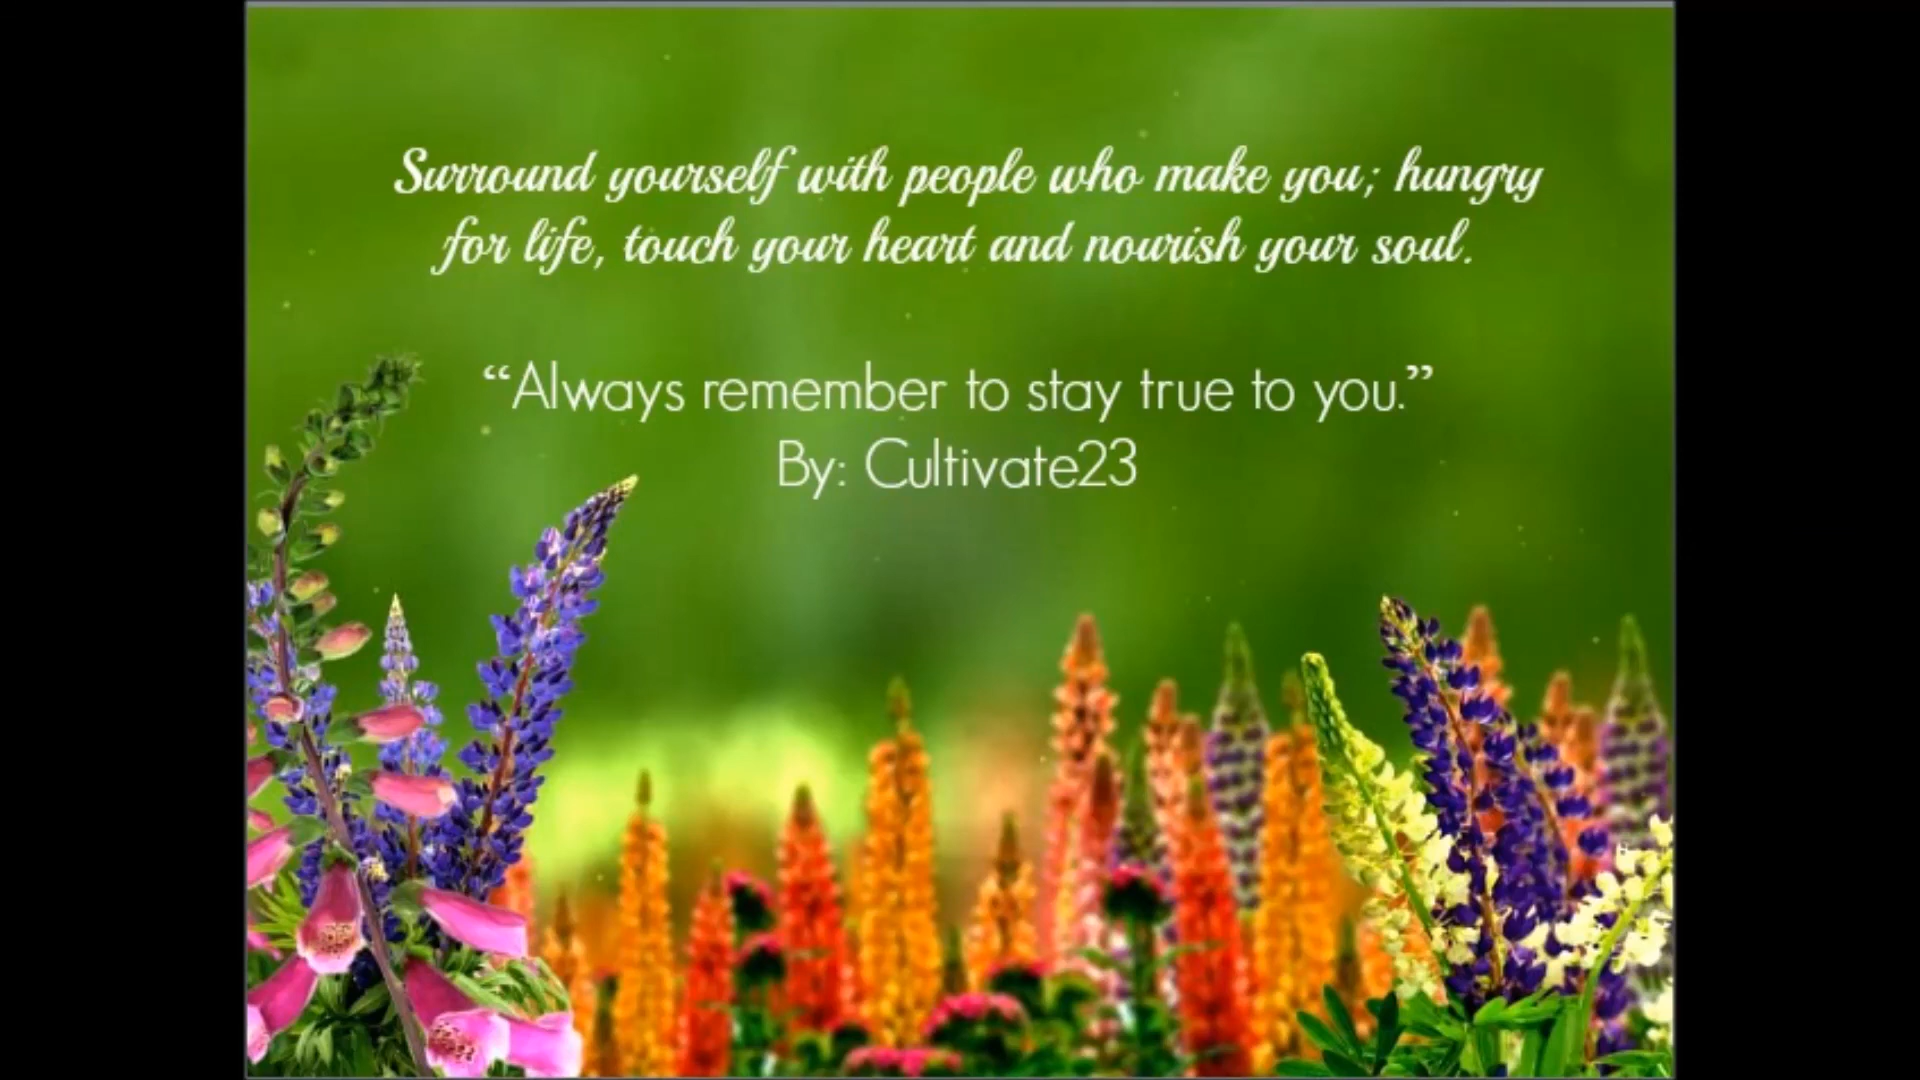 Surround yourself with people who make you; hungry
for life, touch your heart and nourish your soul.
“Always remember to stay true to you.”
By: Cultivate23